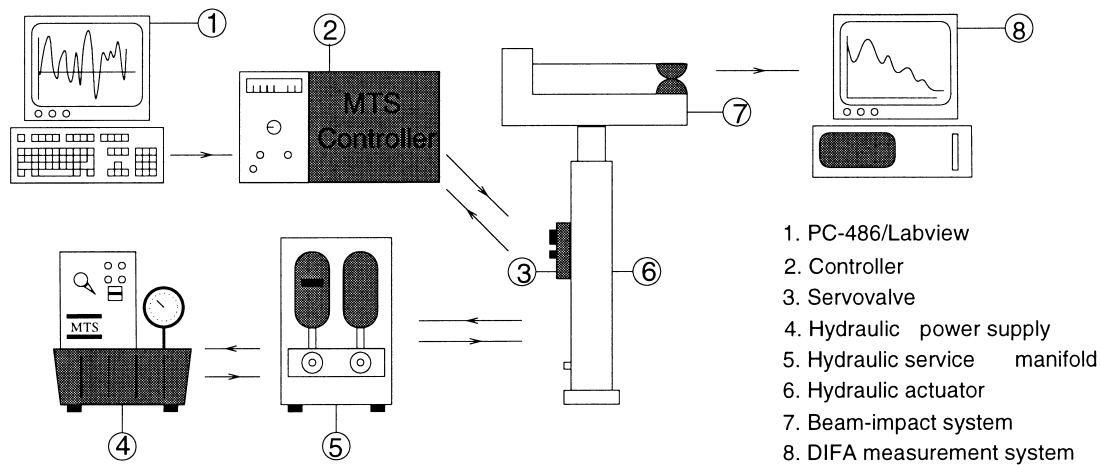 1
2
MTS
Controller
7
8
3
6
MTS
4
5
1. PC-486/Labview
2. Controller
3. Servovalve
4. Hydraulic power supply
5. Hydraulic service manifold
6. Hydraulic actuator
7. Beam-impact system
8. DIFA measurement system